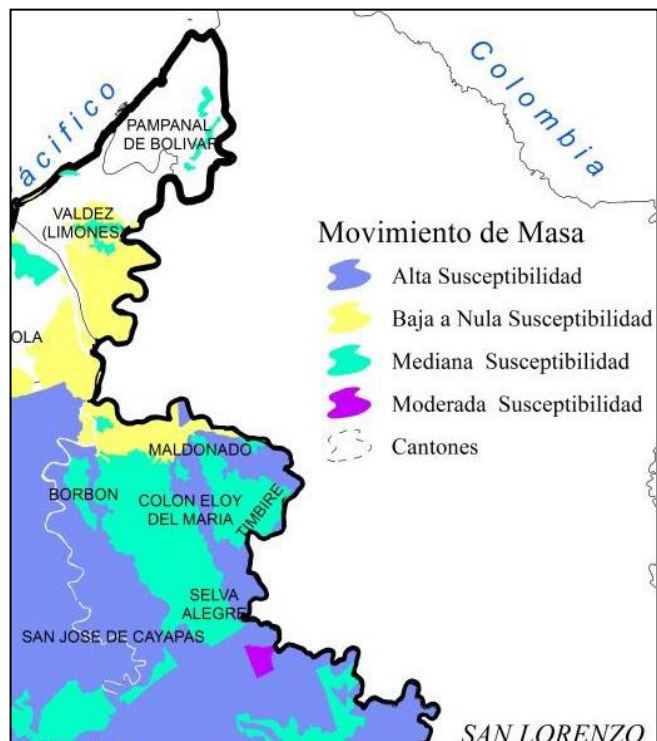 Pácifico
Colombia
PAMPANAL
DE BOLIVAR
VALDEZ
(LIMONES)
OLA
Movimiento de Masa
Alta Susceptibilidad
Baja a Nula Susceptibilidad
Mediana Susceptibilidad
Moderada Susceptibilidad
Cantones
MALDONADO
BORBON
COLON ELOY
DEL MARIA
TIMBIRE
SELVA
ALEGRE
SAN JOSE DE CAYAPAS
SAN LORENZO